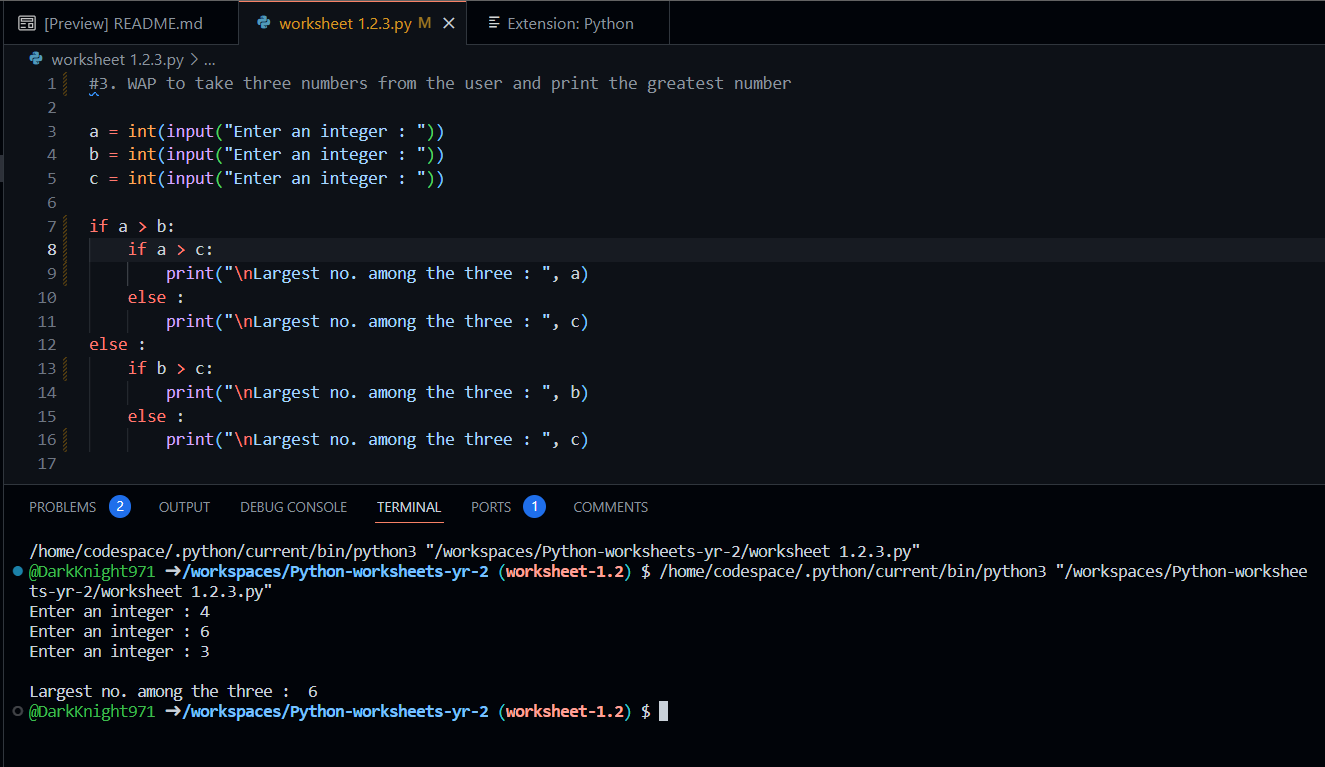 [Preview] README.md worksheet 1.2.3.py M Extension: Python
worksheet 1.2.3.py > ...
1 #3. WAP to take three numbers from the user and print the greatest number
2
3 a = int(input("Enter an integer : "))
4 b = int(input("Enter an integer : "))
5 c = int(input("Enter an integer : "))
6
7 if a > b:
8     if a > c:
9         print("\nLargest no. among the three : ", a)
10     else :
11         print("\nLargest no. among the three : ", c)
12 else :
13     if b > c:
14         print("\nLargest no. among the three : ", b)
15     else :
16         print("\nLargest no. among the three : ", c)
17
PROBLEMS 2 OUTPUT DEBUG CONSOLE TERMINAL PORTS 1 COMMENTS
/home/codespace/.python/current/bin/python3 "/workspaces/Python-worksheets-yr-2/worksheet 1.2.3.py"
@DarkKnight971 ➜/workspaces/Python-worksheets-yr-2 (worksheet-1.2) $ /home/codespace/.python/current/bin/python3 "/workspaces/Python-workshee
ts-yr-2/worksheet 1.2.3.py"
Enter an integer : 4
Enter an integer : 6
Enter an integer : 3

Largest no. among the three :  6
@DarkKnight971 ➜/workspaces/Python-worksheets-yr-2 (worksheet-1.2) $